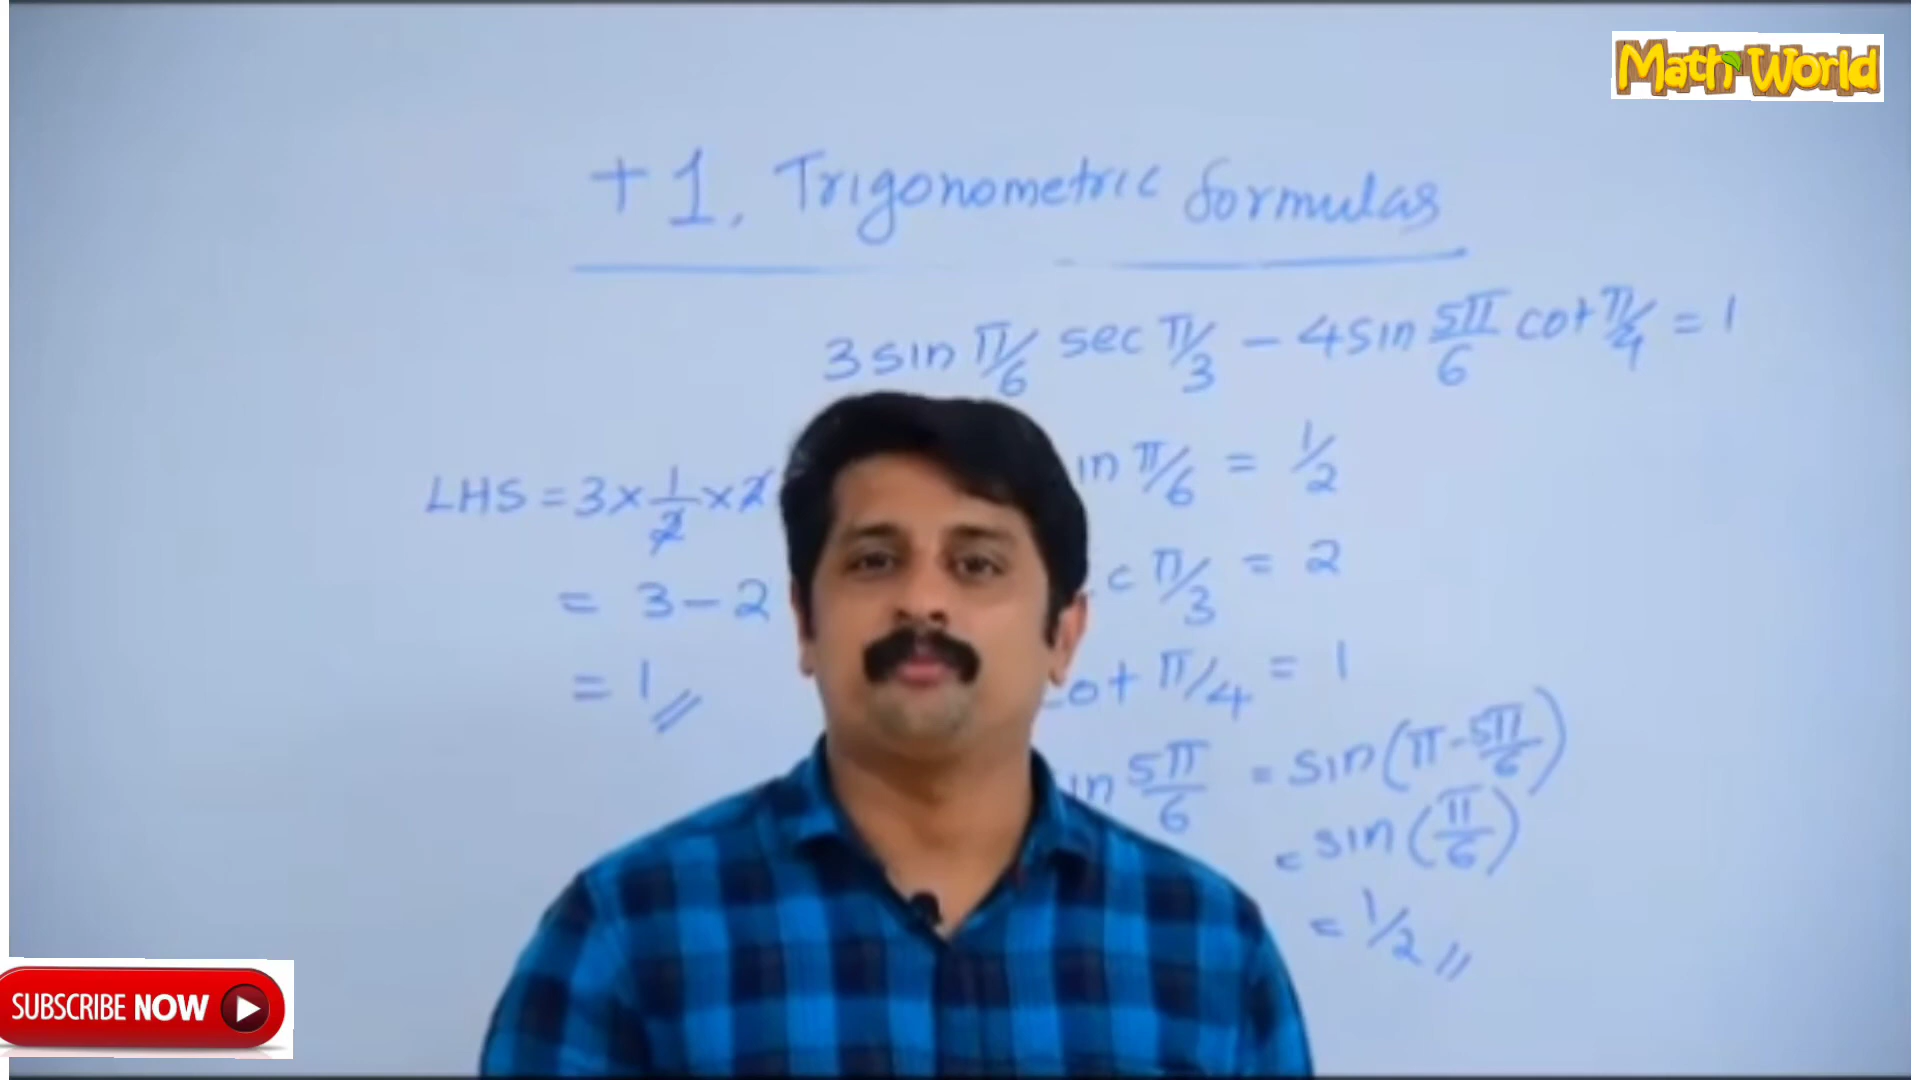 Math World
+1, Trigonometric formulas
3 sin π/6 sec π/3 − 4 sin 5π/6 cot π/4 = 1
LHS = 3 × 1/2 × 2
= 3 − 2
= 1 //
in π/6 = 1/2
c π/3 = 2
cot π/4 = 1
in 5π/6 = sin(π − 5π/6)
= sin(π/6)
= 1/2 //
SUBSCRIBE NOW